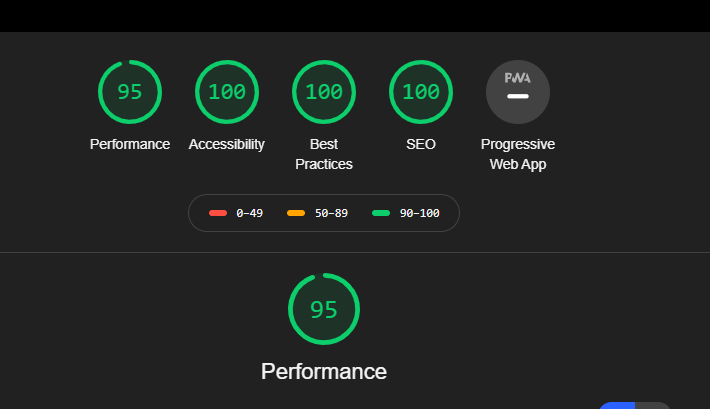 95 100 100 100 PWA
Performance Accessibility Best Practices SEO Progressive Web App
0–49 50–89 90–100
95
Performance